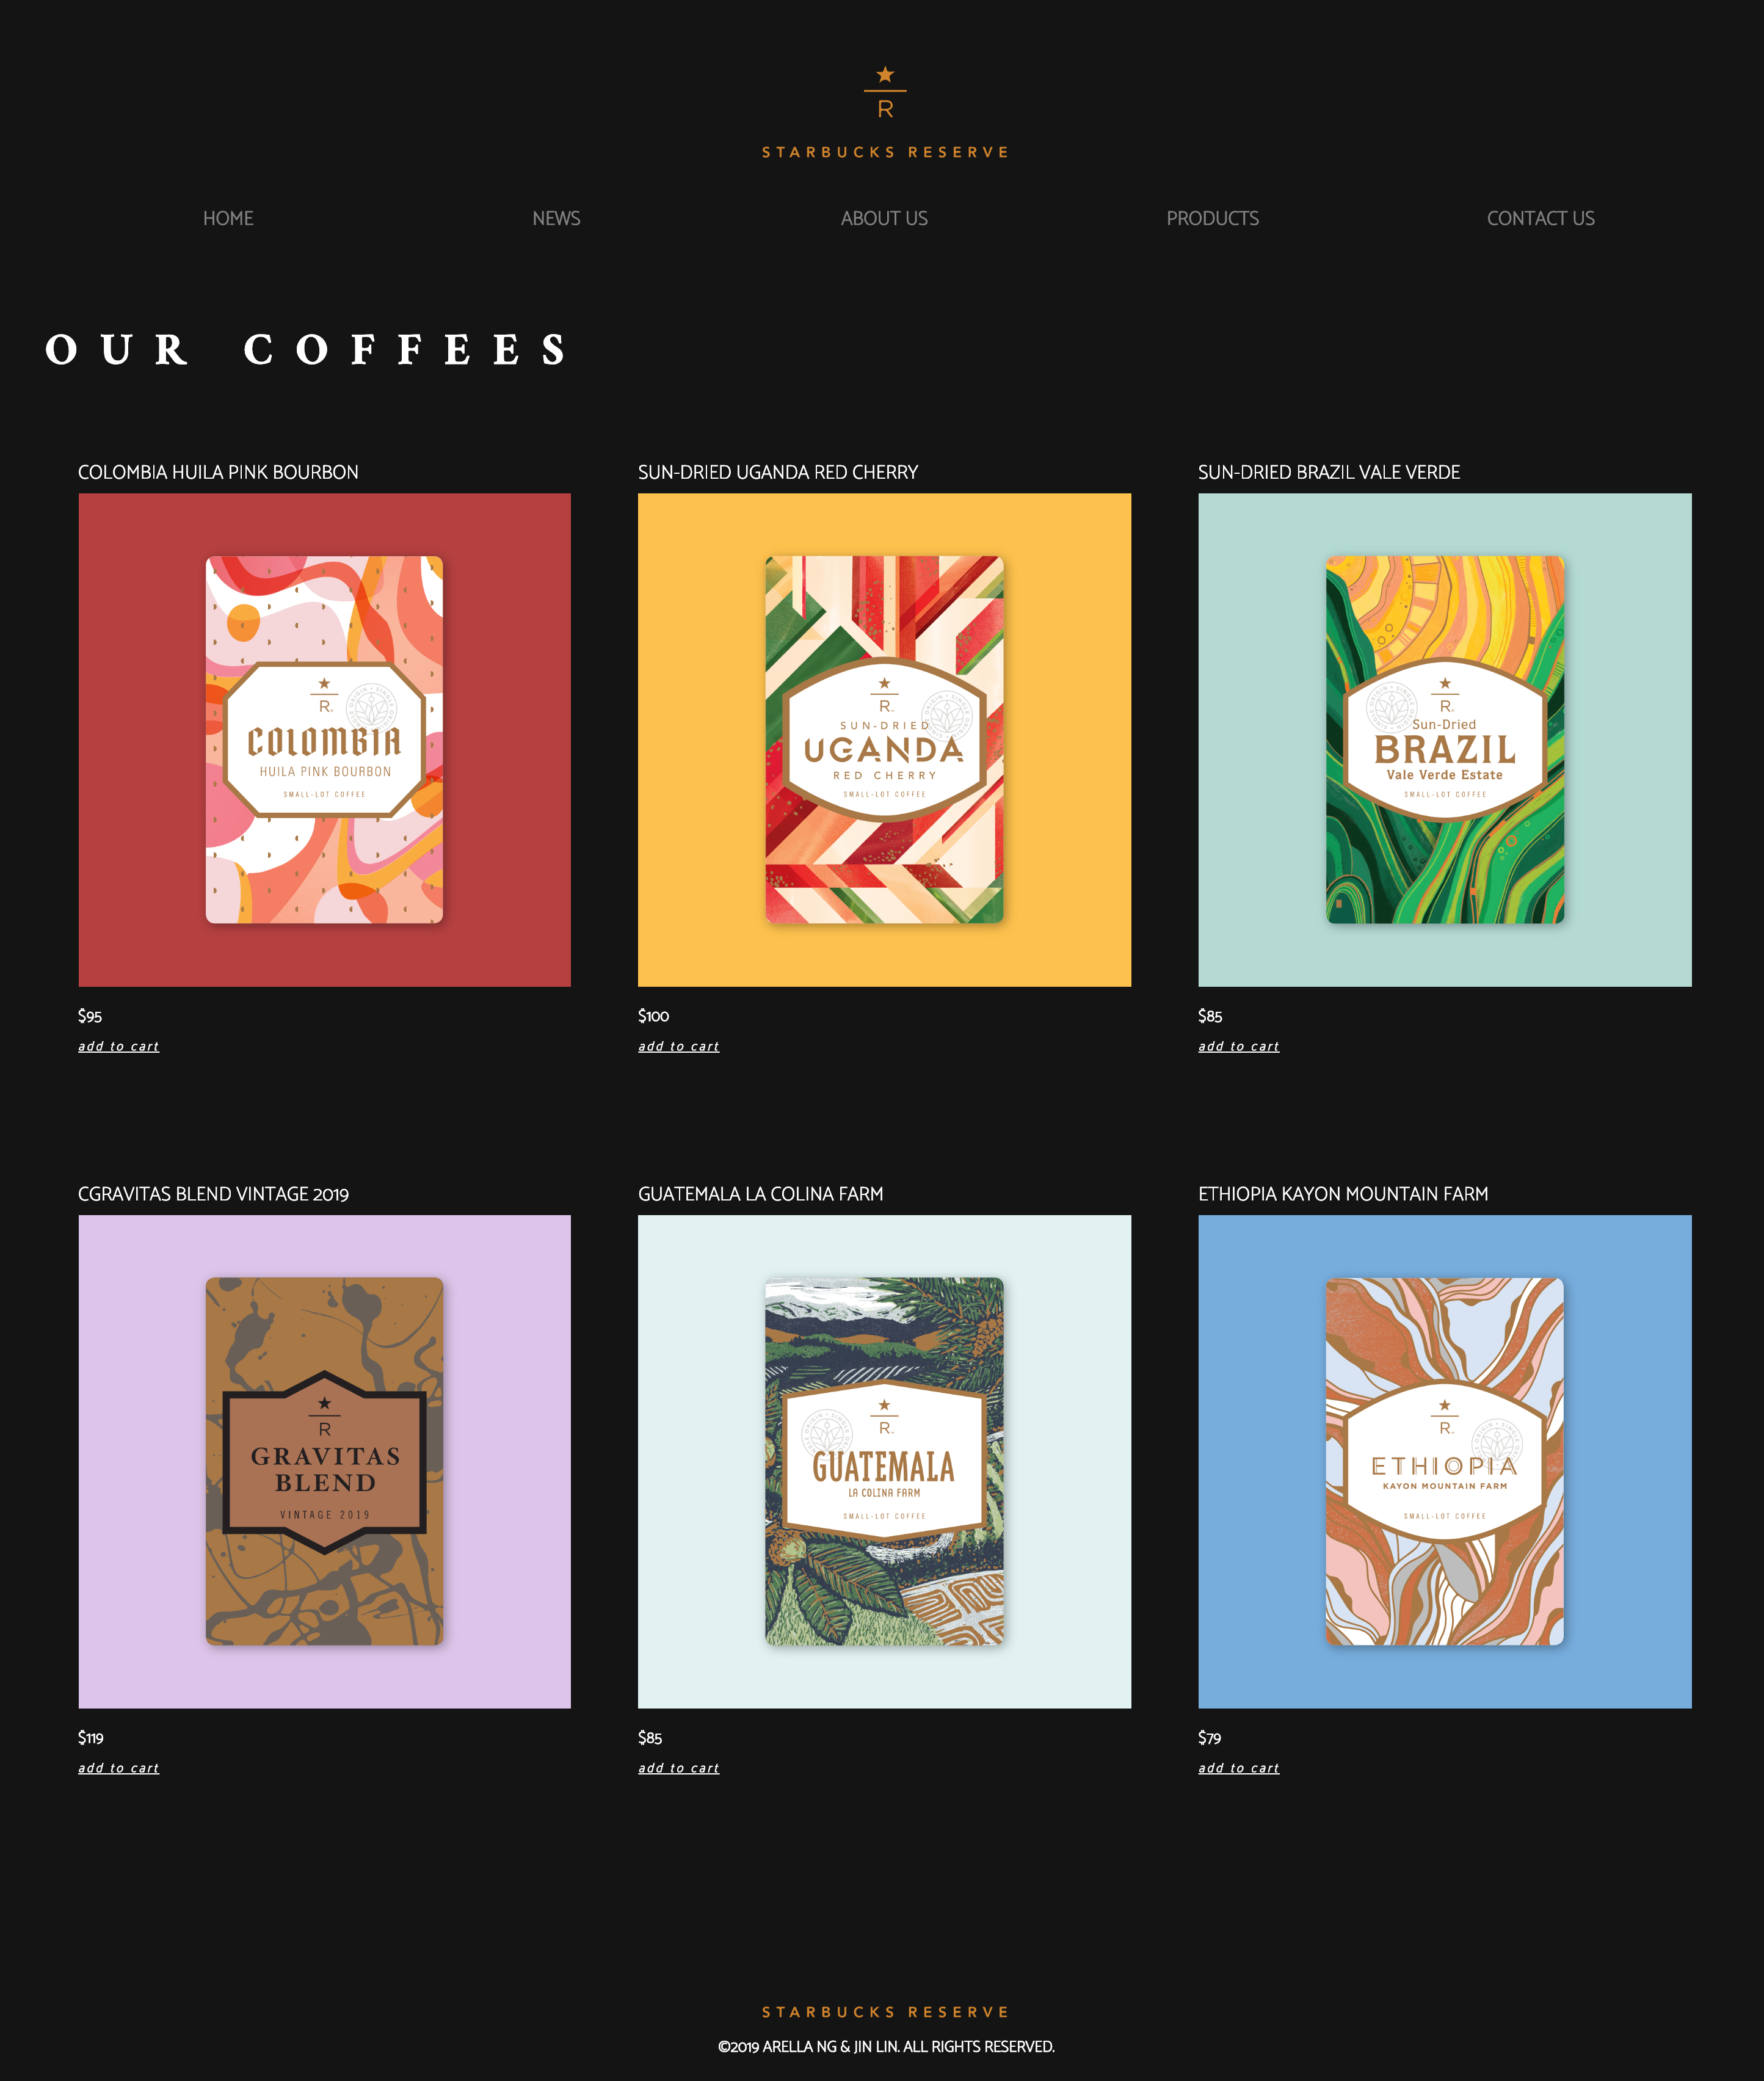 R
STARBUCKS RESERVE
HOME NEWS ABOUT US PRODUCTS CONTACT US
OUR COFFEES
COLOMBIA HUILA PINK BOURBON
R
COLOMBIA
HUILA PINK BOURBON
SMALL-LOT COFFEE
$95
add to cart
SUN-DRIED UGANDA RED CHERRY
R
SUN-DRIED
UGANDA
RED CHERRY
SMALL-LOT COFFEE
$100
add to cart
SUN-DRIED BRAZIL VALE VERDE
R
Sun-Dried
BRAZIL
Vale Verde Estate
SMALL-LOT COFFEE
$85
add to cart
CGRAVITAS BLEND VINTAGE 2019
R
GRAVITAS
BLEND
VINTAGE 2019
$119
add to cart
GUATEMALA LA COLINA FARM
R
GUATEMALA
LA COLINA FARM
SMALL-LOT COFFEE
$85
add to cart
ETHIOPIA KAYON MOUNTAIN FARM
R
ETHIOPIA
KAYON MOUNTAIN FARM
SMALL-LOT COFFEE
$79
add to cart
STARBUCKS RESERVE
©2019 ARELLA NG & JIN LIN. ALL RIGHTS RESERVED.